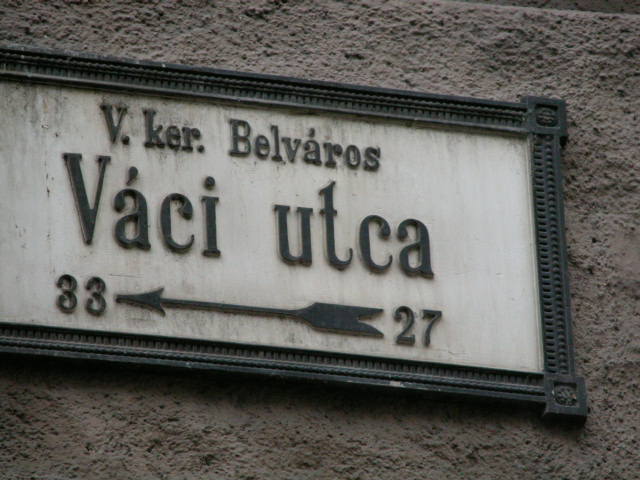 V. ker. Belváros
Váci utca
33 27